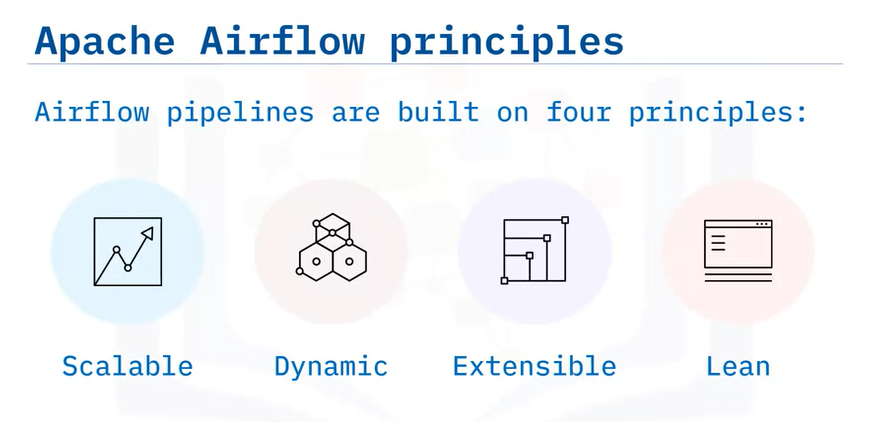 Apache Airflow principles
Airflow pipelines are built on four principles:
Scalable
Dynamic
Extensible
Lean